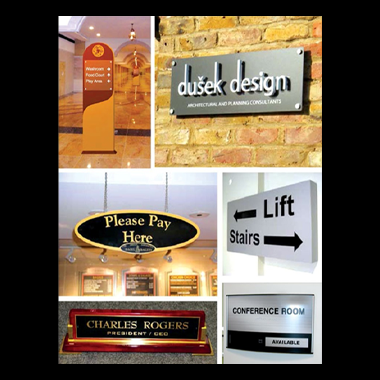 Washroom
Food Court
Play Area
dušek design
ARCHITECTURAL AND PLANNING CONSULTANTS
Please Pay
Here
Lift
Stairs
CHARLES ROGERS
PRESIDENT / CEO
CONFERENCE ROOM
AVAILABLE